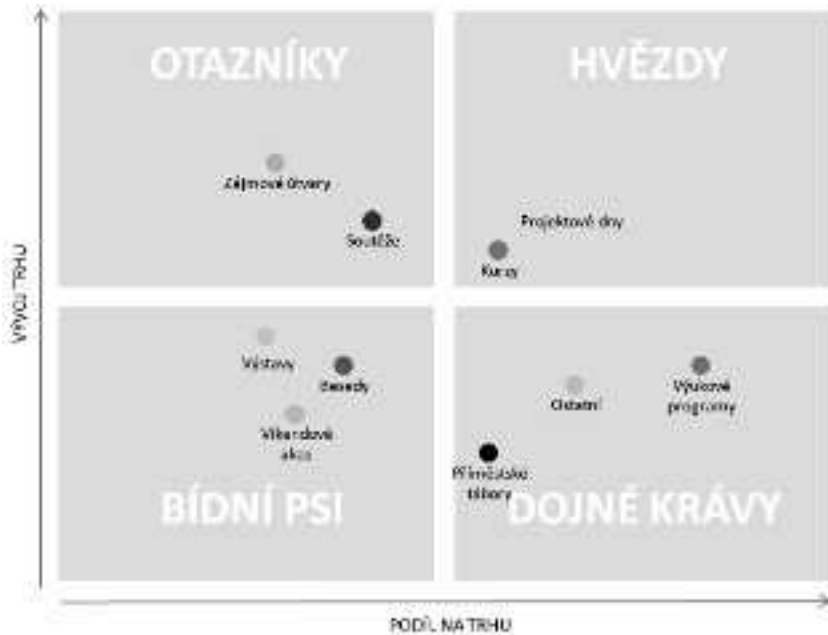 OTAZNÍKY
HVĚZDY
Zájmové útvary
Soutěže
Projektové dny
Kurzy
VÝVOJ TRHU
Výstavy
Besedy
Víkendové
akce
Ostatní
Výukové
programy
Příměstské
tábory
BÍDNÍ PSI
DOJNÉ KRÁVY
PODÍL NA TRHU